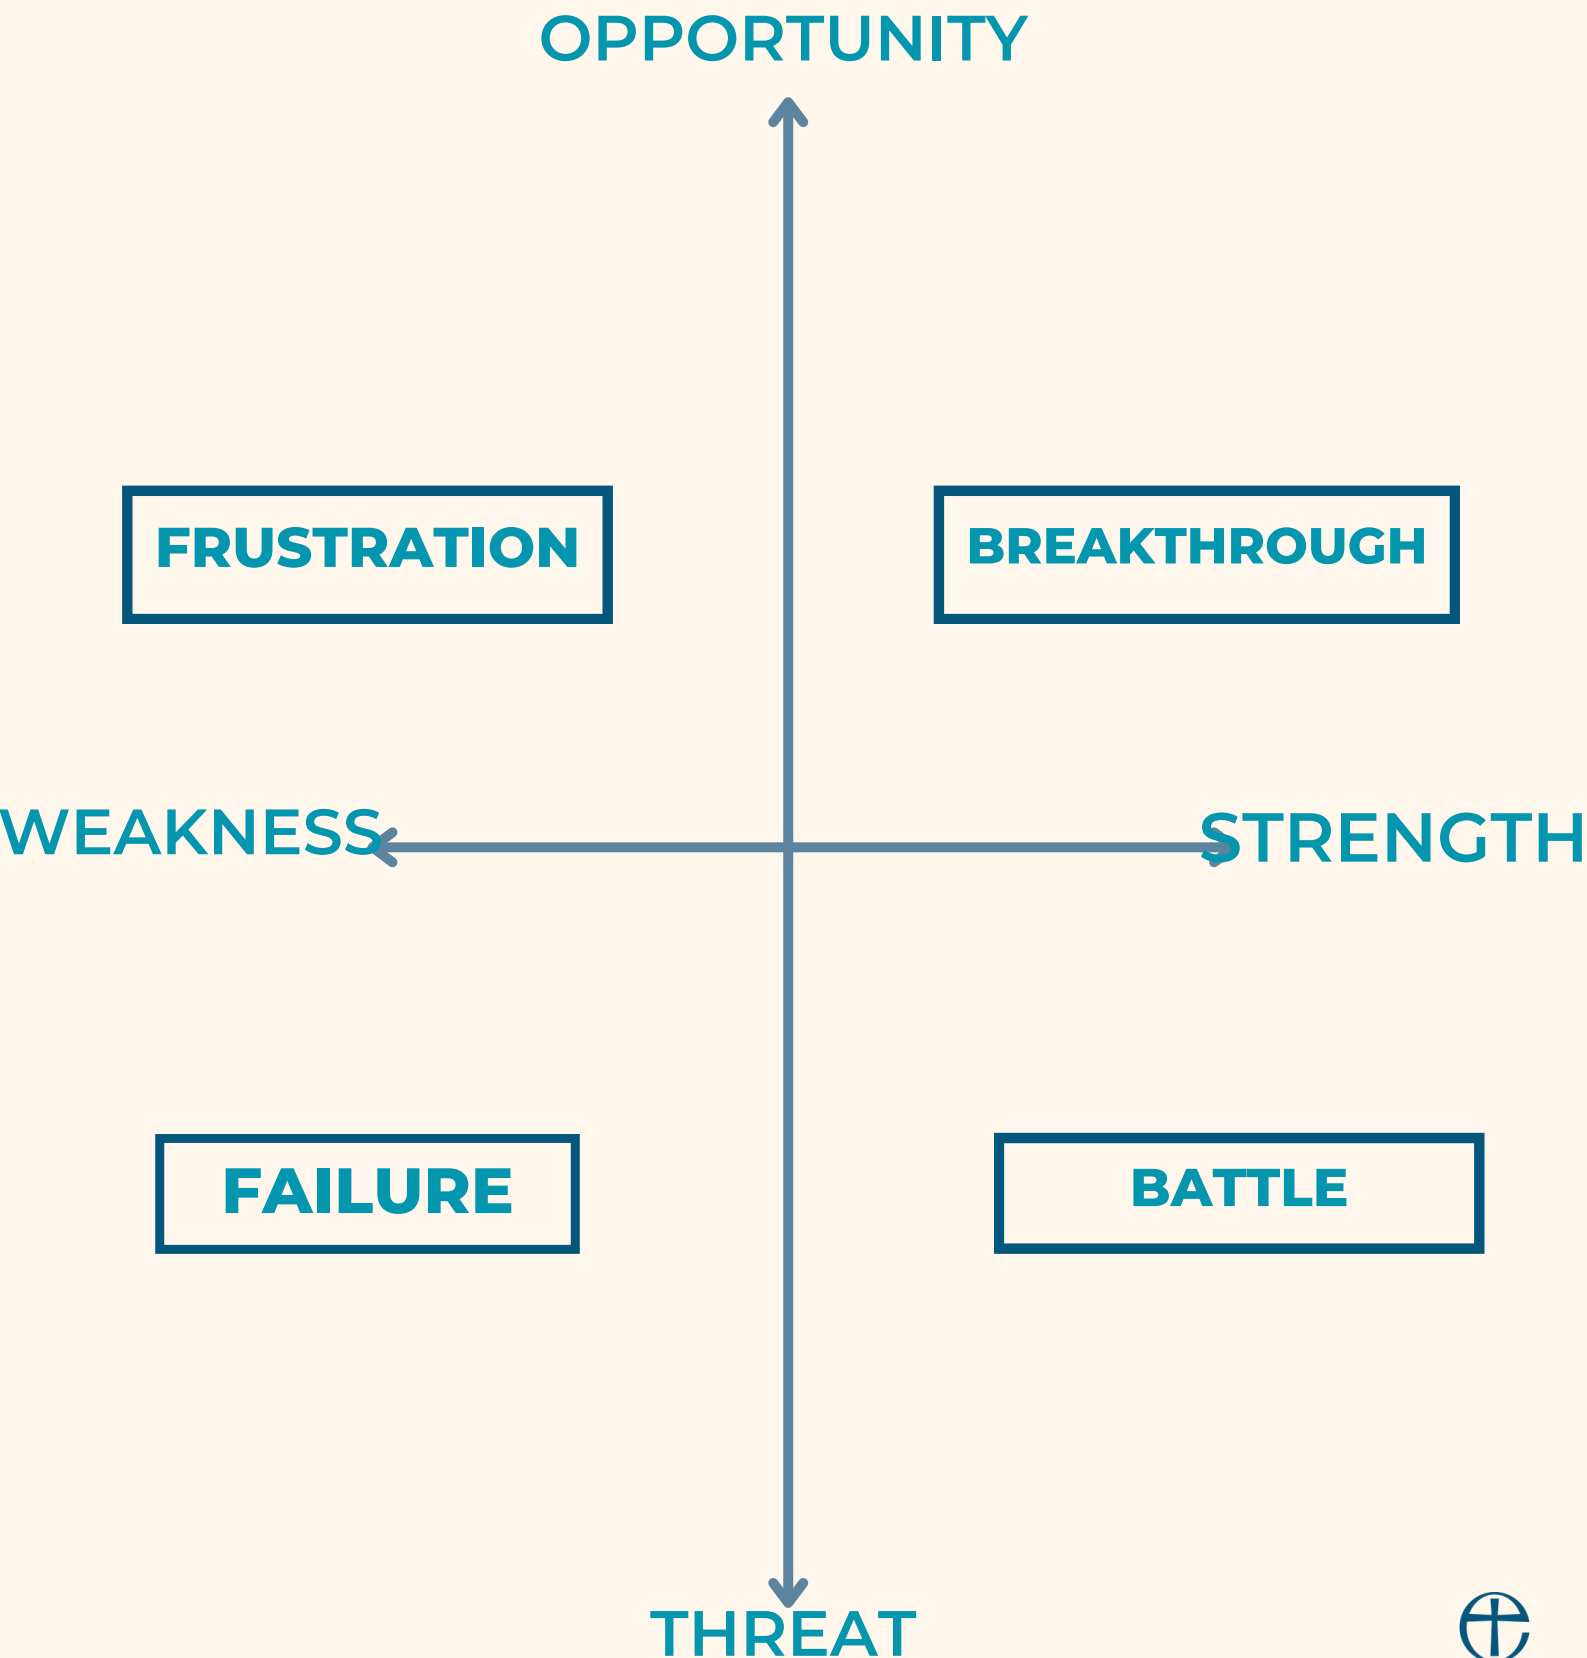 OPPORTUNITY
FRUSTRATION
BREAKTHROUGH
WEAKNESS
STRENGTH
FAILURE
BATTLE
THREAT